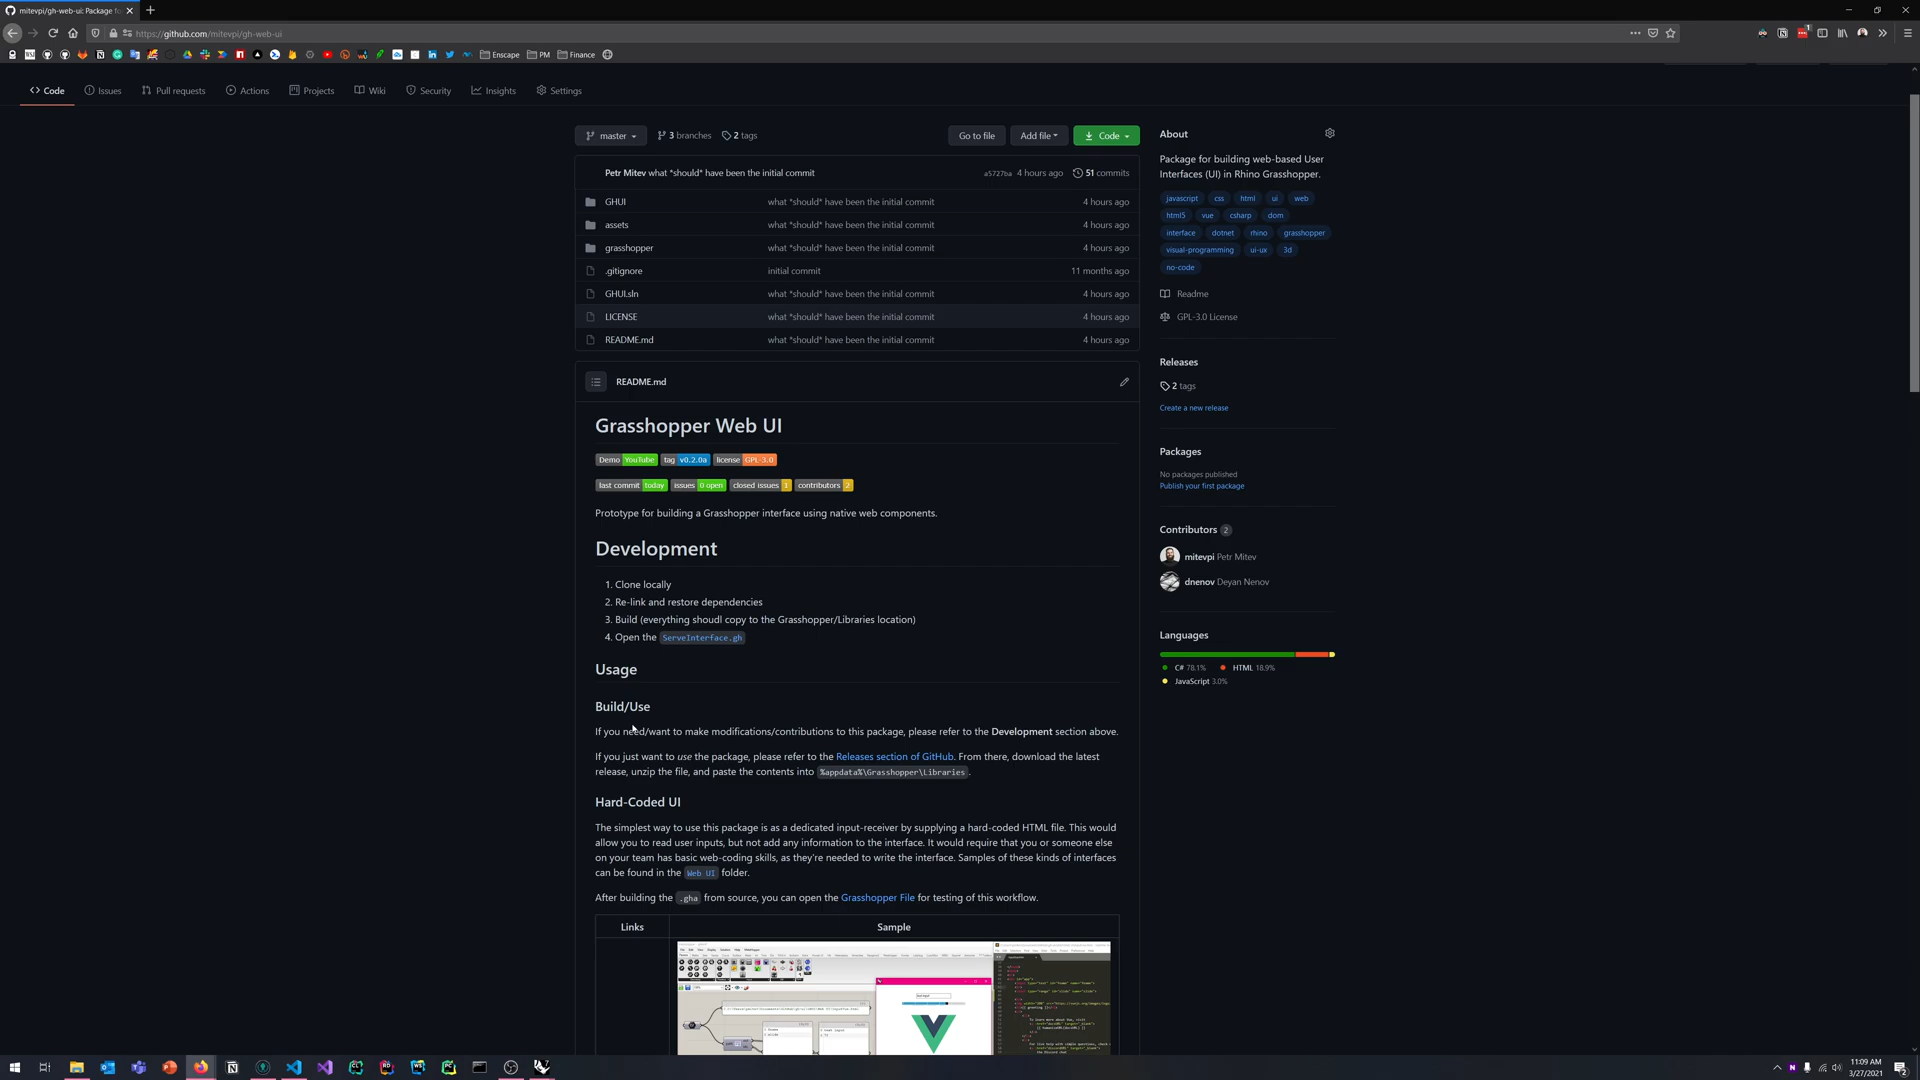 mitevpi/gh-web-ui: Package fo
https://github.com/mitevpi/gh-web-ui
Enscape
PM
Finance
Code
Issues
Pull requests
Actions
Projects
Wiki
Security
Insights
Settings
master
3 branches
2 tags
Go to file
Add file
Code
Petr Mitev what *should* have been the initial commit
a5727ba 4 hours ago
51 commits
GHUI what *should* have been the initial commit 4 hours ago
assets what *should* have been the initial commit 4 hours ago
grasshopper what *should* have been the initial commit 4 hours ago
.gitignore initial commit 11 months ago
GHUI.sln what *should* have been the initial commit 4 hours ago
LICENSE what *should* have been the initial commit 4 hours ago
README.md what *should* have been the initial commit 4 hours ago
README.md
Grasshopper Web UI
Demo YouTube tag v0.2.0a license GPL-3.0
last commit today issues 0 open closed issues 1 contributors 2
Prototype for building a Grasshopper interface using native web components.
Development
1. Clone locally
2. Re-link and restore dependencies
3. Build (everything shoudl copy to the Grasshopper/Libraries location)
4. Open the ServeInterface.gh
Usage
Build/Use
If you need/want to make modifications/contributions to this package, please refer to the Development section above.
If you just want to use the package, please refer to the Releases section of GitHub. From there, download the latest
release, unzip the file, and paste the contents into %appdata%\Grasshopper\Libraries.
Hard-Coded UI
The simplest way to use this package is as a dedicated input-receiver by supplying a hard-coded HTML file. This would
allow you to read user inputs, but not add any information to the interface. It would require that you or someone else
on your team has basic web-coding skills, as they're needed to write the interface. Samples of these kinds of interfaces
can be found in the Web UI folder.
After building the .gha from source, you can open the Grasshopper File for testing of this workflow.
Links Sample
About
Package for building web-based User
Interfaces (UI) in Rhino Grasshopper.
javascript css html ui web
html5 vue csharp dom
interface dotnet rhino grasshopper
visual-programming ui-ux 3d
no-code
Readme
GPL-3.0 License
Releases
2 tags
Create a new release
Packages
No packages published
Publish your first package
Contributors 2
mitevpi Petr Mitev
dnenov Deyan Nenov
Languages
C# 78.1% HTML 18.9%
JavaScript 3.0%
11:09 AM
3/27/2021